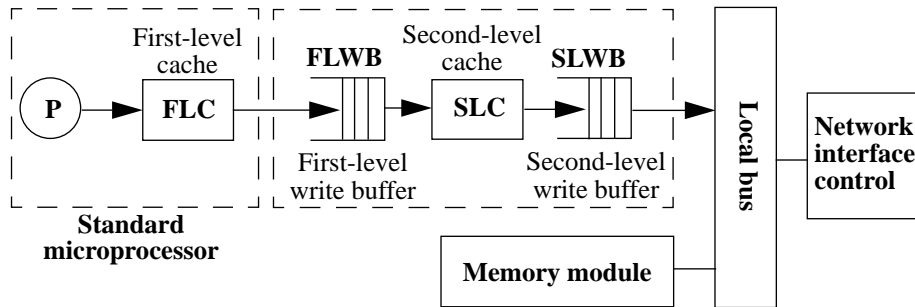 First-level
cache
P
FLC
Standard
microprocessor
FLWB
First-level
write buffer
Second-level
cache
SLC
SLWB
Second-level
write buffer
Local bus
Network
interface
control
Memory module